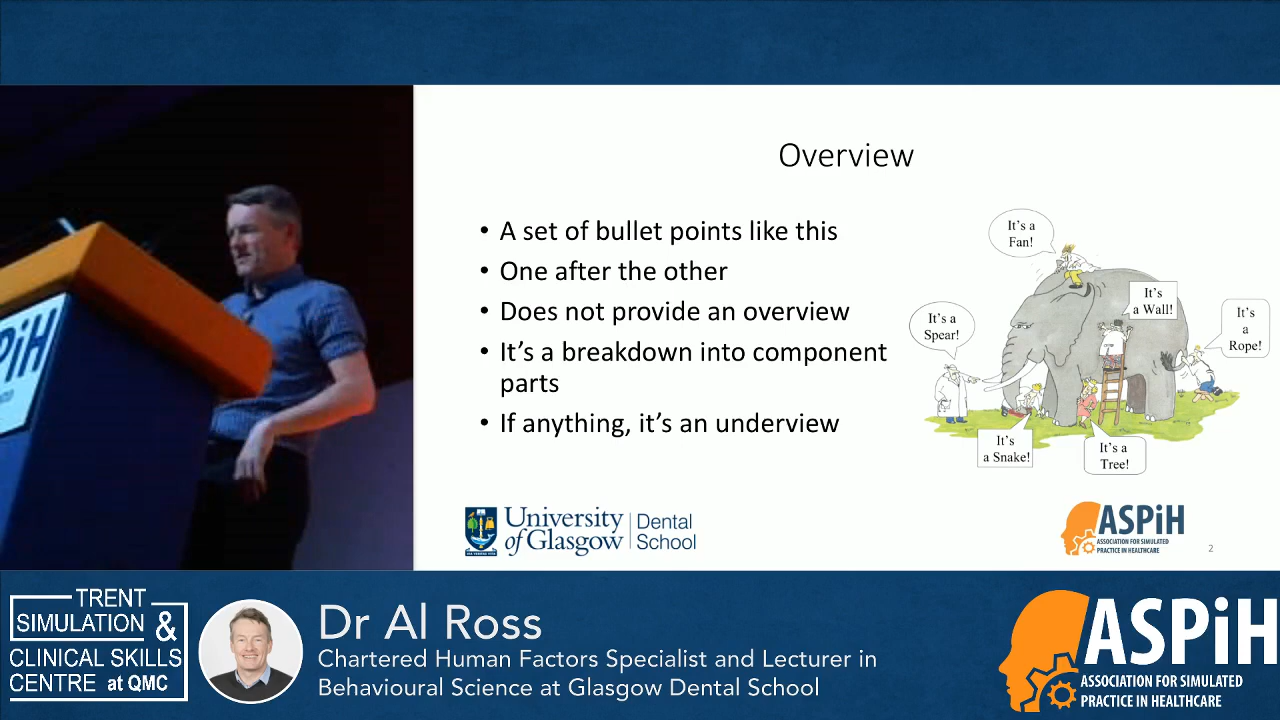 Overview
• A set of bullet points like this
• One after the other
• Does not provide an overview
• It's a breakdown into component
parts
• If anything, it's an underview
It's a
Fan!
It's
a Wall!
It's
a
Rope!
It's a
Spear!
It's
a Snake!
It's a
Tree!
University
of Glasgow
Dental
School
ASPiH
ASSOCIATION FOR SIMULATED
PRACTICE IN HEALTHCARE
2
PiH
TRENT
SIMULATION &
CLINICAL SKILLS
CENTRE at QMC
Dr Al Ross
Chartered Human Factors Specialist and Lecturer in
Behavioural Science at Glasgow Dental School
ASPiH
ASSOCIATION FOR SIMULATED
PRACTICE IN HEALTHCARE